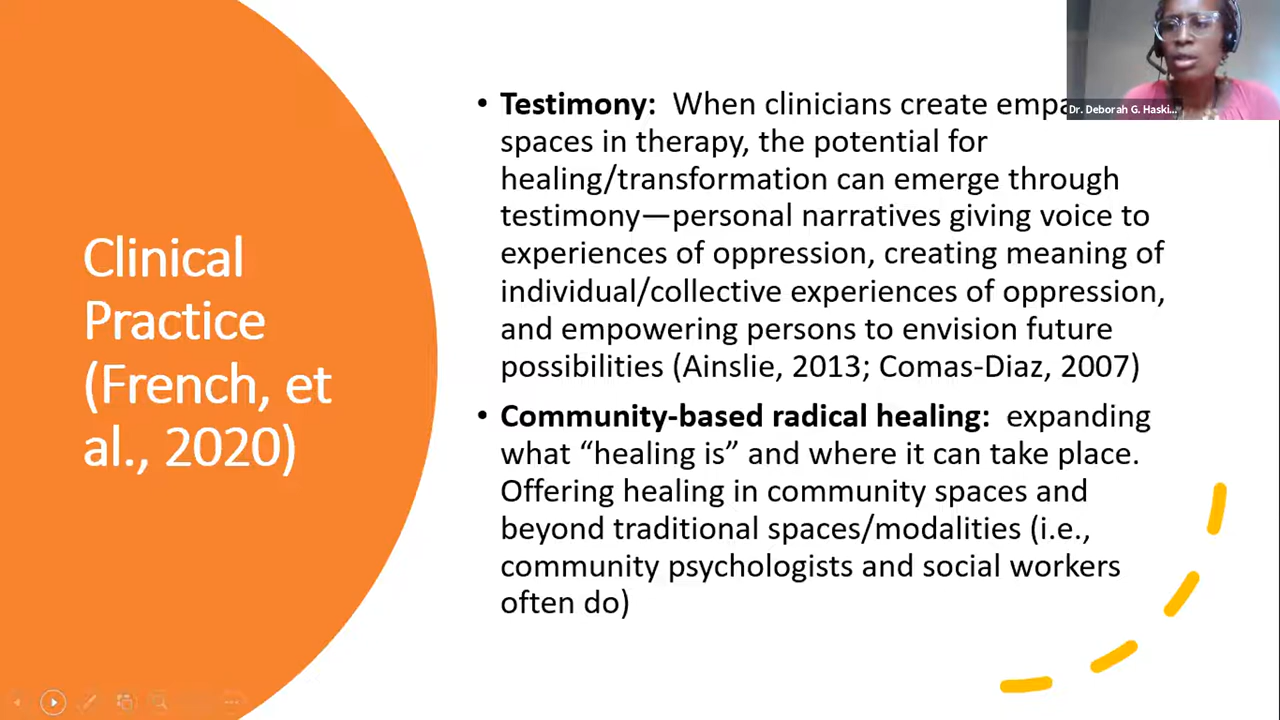 Clinical
Practice
(French, et
al., 2020)
• Testimony: When clinicians create
spaces in therapy, the potential for
healing/transformation can emerge through
testimony—personal narratives giving voice to
experiences of oppression, creating meaning of
individual/collective experiences of oppression,
and empowering persons to envision future
possibilities (Ainslie, 2013; Comas-Diaz, 2007)
• Community-based radical healing: expanding
what “healing is” and where it can take place.
Offering healing in community spaces and
beyond traditional spaces/modalities (i.e.,
community psychologists and social workers
often do)
Dr. Deborah G. Haski...